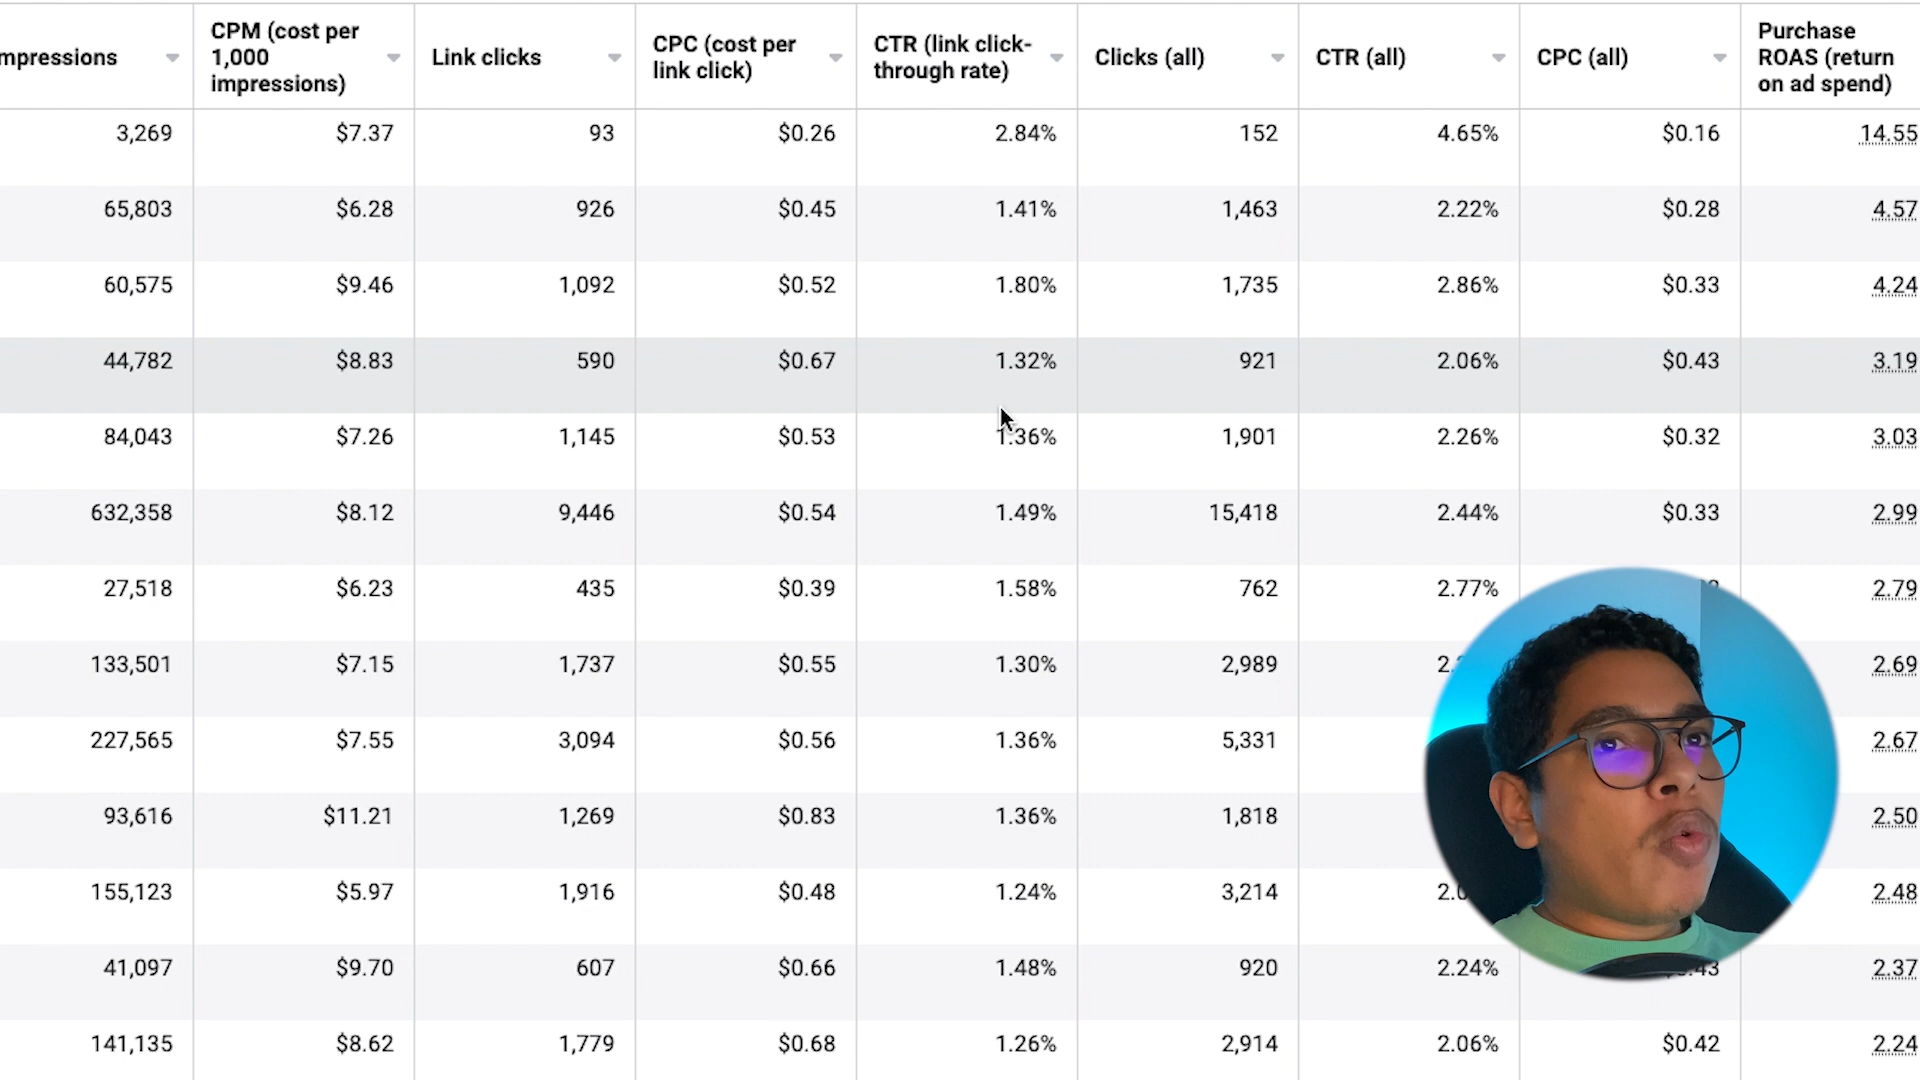 mpressions
CPM (cost per
1,000
impressions)
Link clicks
CPC (cost per
link click)
CTR (link click-
through rate)
Clicks (all)
CTR (all)
CPC (all)
Purchase
ROAS (return
on ad spend)
3,269 $7.37 93 $0.26 2.84% 152 4.65% $0.16 14.55
65,803 $6.28 926 $0.45 1.41% 1,463 2.22% $0.28 4.57
60,575 $9.46 1,092 $0.52 1.80% 1,735 2.86% $0.33 4.24
44,782 $8.83 590 $0.67 1.32% 921 2.06% $0.43 3.19
84,043 $7.26 1,145 $0.53 1.36% 1,901 2.26% $0.32 3.03
632,358 $8.12 9,446 $0.54 1.49% 15,418 2.44% $0.33 2.99
27,518 $6.23 435 $0.39 1.58% 762 2.77% 2.79
133,501 $7.15 1,737 $0.55 1.30% 2,989 2.69
227,565 $7.55 3,094 $0.56 1.36% 5,331 2.67
93,616 $11.21 1,269 $0.83 1.36% 1,818 2.50
155,123 $5.97 1,916 $0.48 1.24% 3,214 2.48
41,097 $9.70 607 $0.66 1.48% 920 2.24% 2.37
141,135 $8.62 1,779 $0.68 1.26% 2,914 2.06% $0.42 2.24